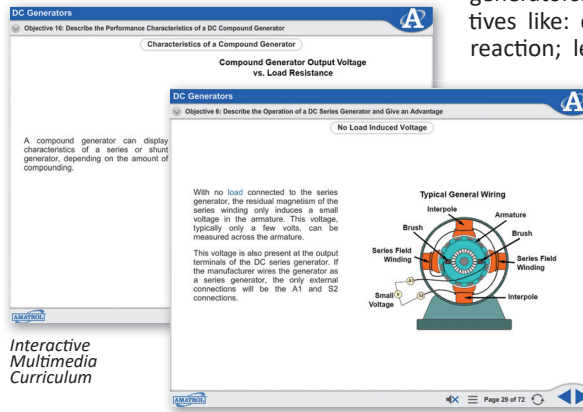 generators.
tives like:
reaction;
DC Generators
Objective 16: Describe the Performance Characteristics of a DC Compound Generator
A
Characteristics of a Compound Generator
Compound Generator Output Voltage
vs. Load Resistance
A compound generator can display
characteristics of a series or shunt
generator, depending on the amount of
compounding.
AMATROL
DC Generators
Objective 6: Describe the Operation of a DC Series Generator and Give an Advantage
A
No Load Induced Voltage
With no load connected to the series
generator, the residual magnetism of the
series winding only induces a small
voltage in the armature. This voltage,
typically only a few volts, can be
measured across the armature.
This voltage is also present at the output
terminals of the DC series generator. If
the manufacturer wires the generator as
a series generator, the only external
connections will be the A1 and S2
connections.
Typical General Wiring
Interpole
Armature
Brush
Brush
Series Field
Winding
Series Field
Winding
A1
V
S2
Small
Voltage
Interpole
AMATROL
Page 29 of 72
Interactive
Multimedia
Curriculum